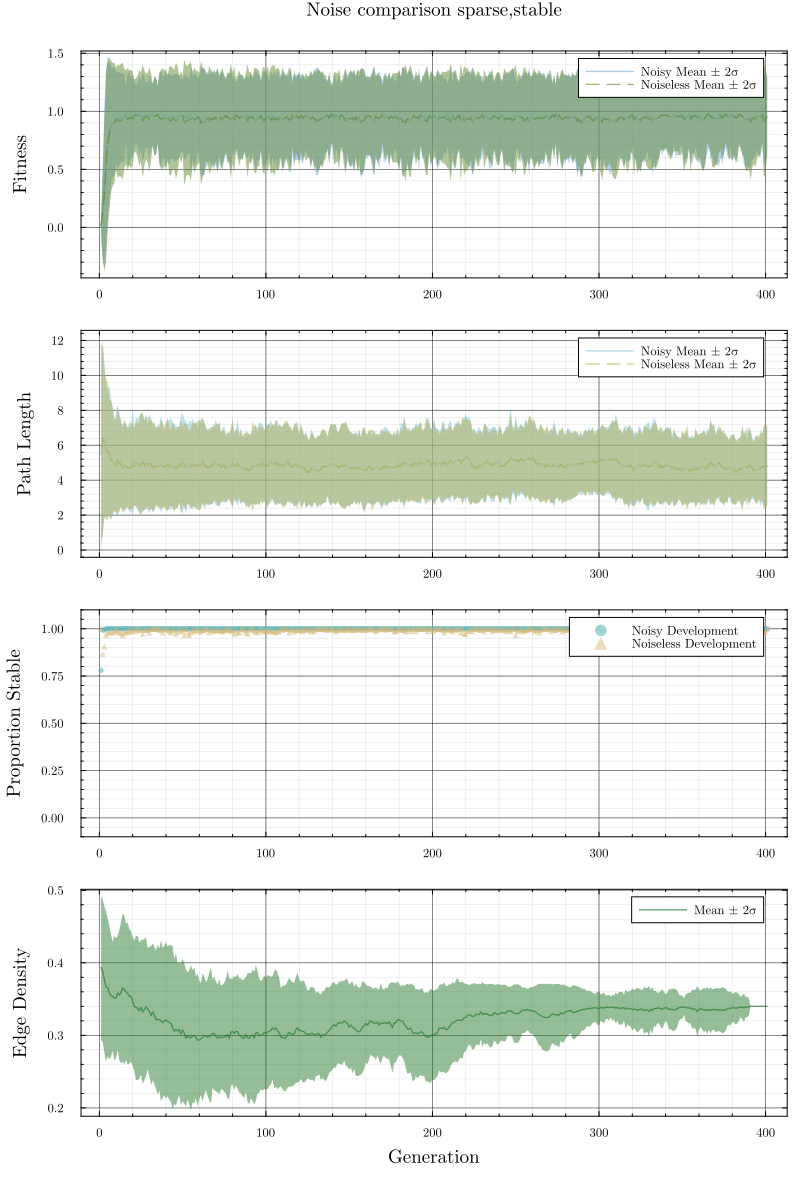 Noise comparison sparse,stable
1.5
1.0
0.5
0.0
Fitness
Noisy Mean ± 2σ
Noiseless Mean ± 2σ
0 100 200 300 400
12
10
8
6
4
2
0
Path Length
Noisy Mean ± 2σ
Noiseless Mean ± 2σ
0 100 200 300 400
1.00
0.75
0.50
0.25
0.00
Proportion Stable
Noisy Development
Noiseless Development
0 100 200 300 400
0.5
0.4
0.3
0.2
Edge Density
Mean ± 2σ
0 100 200 300 400
Generation